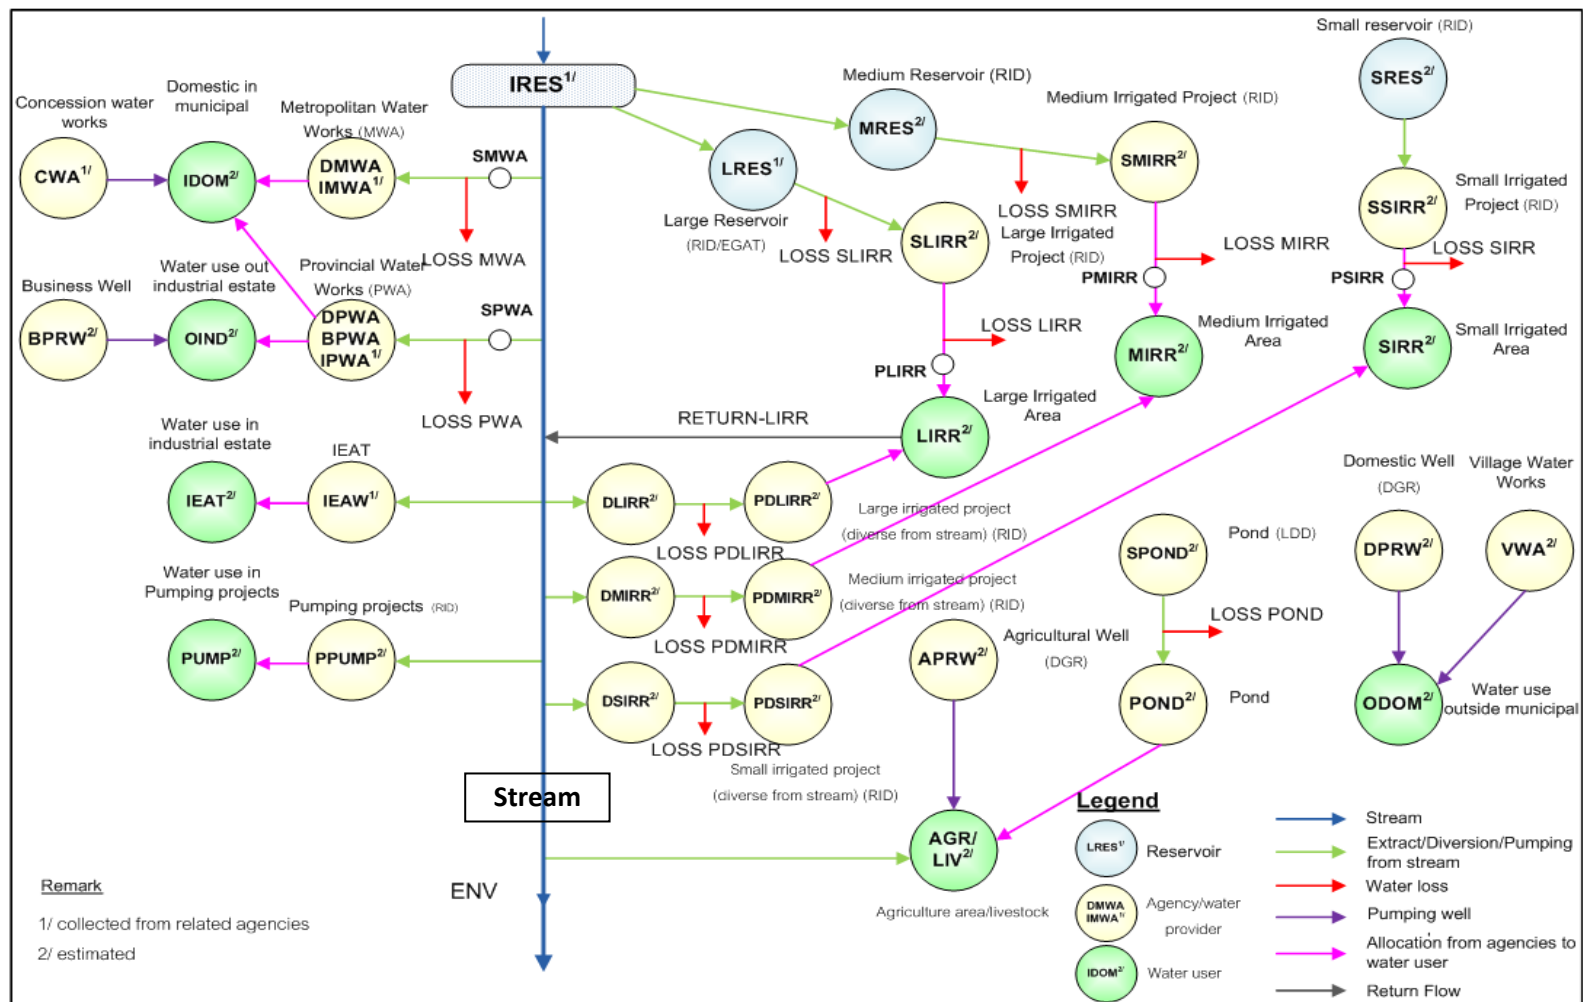 Small reservoir (RID)
IRES1/
SRES2/
Medium Reservoir (RID)
MRES2/
Medium Irrigated Project (RID)
SMIRR2/
Concession water
works
Domestic in
municipal
Metropolitan Water
Works (MWA)
SMWA
CWA1/
IDOM2/
DMWA
IMWA1/
LRES1/
Large Reservoir
(RID/EGAT)
LOSS SMIRR
Large Irrigated
Project (RID)
Small Irrigated
Project (RID)
SSIRR2/
LOSS MWA
LOSS SLIRR
SLIRR2/
LOSS MIRR
LOSS SIRR
PMIRR
PSIRR
Business Well
Water use out
industrial estate
Provincial Water
Works (PWA)
SPWA
BPRW2/
OIND2/
DPWA
BPWA
IPWA1/
LOSS PWA
LOSS LIRR
PLIRR
MIRR2/
Medium Irrigated
Area
SIRR2/
Small Irrigated
Area
Large Irrigated
Area
RETURN-LIRR
LIRR2/
Water use in
industrial estate
IEAT
IEAT2/
IEAW1/
DLIRR2/
PDLIRR2/
LOSS PDLIRR
Large irrigated project
(diverse from stream) (RID)
Domestic Well
(DGR)
Village Water
Works
SPOND2/
Pond (LDD)
DPRW2/
VWA2/
Water use in
Pumping projects
Pumping projects (RID)
DMIRR2/
PDMIRR2/
LOSS PDMIRR
Medium irrigated project
(diverse from stream) (RID)
LOSS POND
PUMP2/
PPUMP2/
APRW2/
Agricultural Well
(DGR)
DSIRR2/
PDSIRR2/
LOSS PDSIRR
Small irrigated project
(diverse from stream) (RID)
POND2/
Pond
ODOM2/
Water use
outside municipal
Stream
AGR/
LIV2/
Agriculture area/livestock
ENV
Remark
1/ collected from related agencies
2/ estimated
Legend
LRES1/
Reservoir
DMWA
IMWA1/
Agency/water
provider
IDOM2/
Water user
Stream
Extract/Diversion/Pumping
from stream
Water loss
Pumping well
Allocation from agencies to
water user
Return Flow